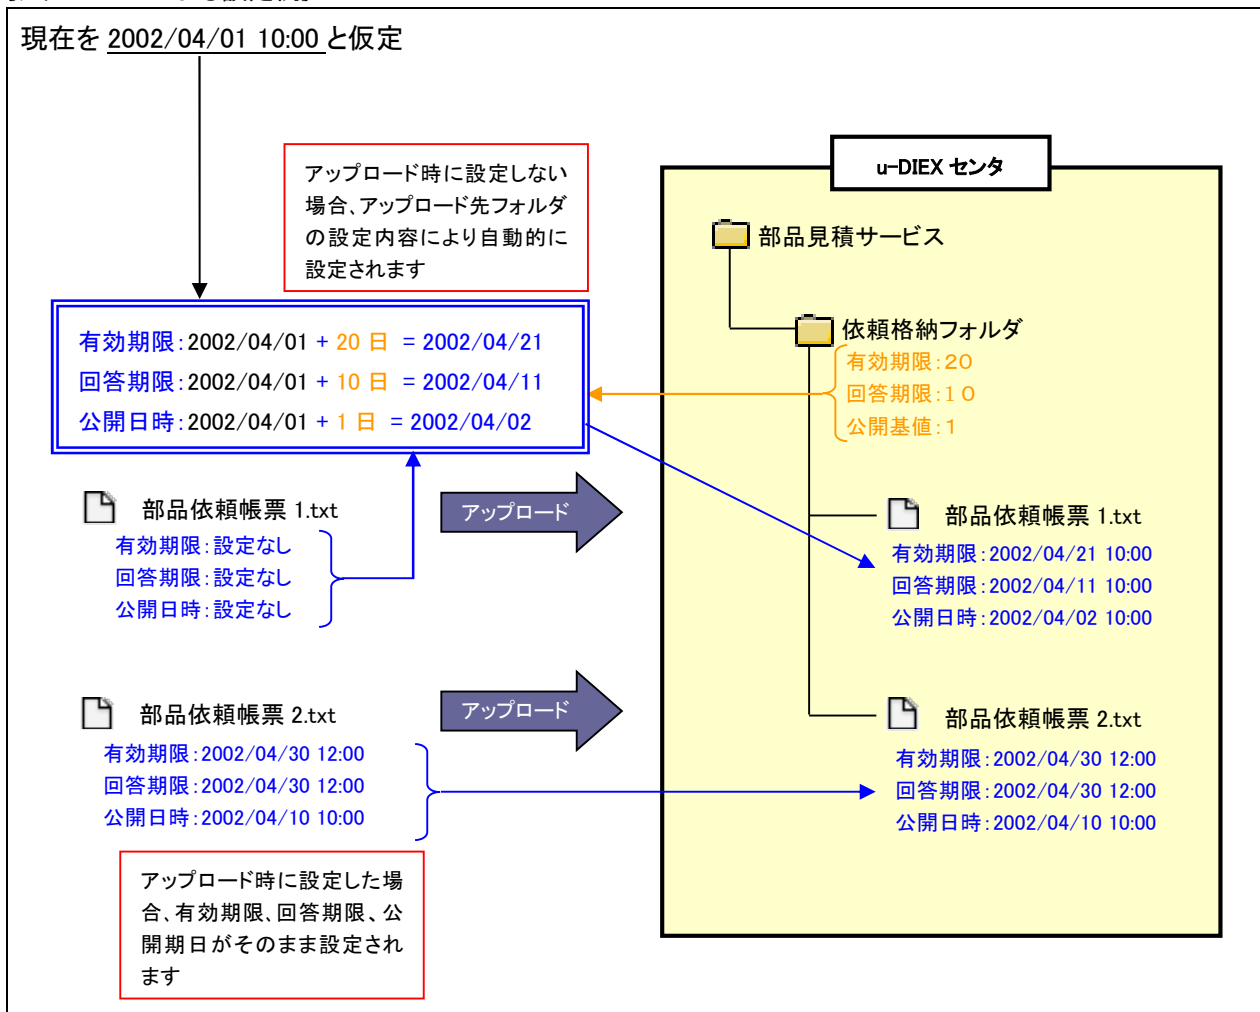 現在を 2002/04/01 10:00 と仮定
アップロード時に設定しない
場合、アップロード先フォルダ
の設定内容により自動的に
設定されます
有効期限:2002/04/01 + 20 日 = 2002/04/21
回答期限:2002/04/01 + 10 日 = 2002/04/11
公開日時:2002/04/01 + 1 日 = 2002/04/02
部品依頼帳票 1.txt
有効期限:設定なし
回答期限:設定なし
公開日時:設定なし
アップロード
部品依頼帳票 2.txt
有効期限:2002/04/30 12:00
回答期限:2002/04/30 12:00
公開日時:2002/04/10 10:00
アップロード
アップロード時に設定した場
合、有効期限、回答期限、公
開期日がそのまま設定され
ます
u-DIEX センタ
部品見積サービス
依頼格納フォルダ
有効期限:20
回答期限:10
公開基値:1
部品依頼帳票 1.txt
有効期限:2002/04/21 10:00
回答期限:2002/04/11 10:00
公開日時:2002/04/02 10:00
部品依頼帳票 2.txt
有効期限:2002/04/30 12:00
回答期限:2002/04/30 12:00
公開日時:2002/04/10 10:00